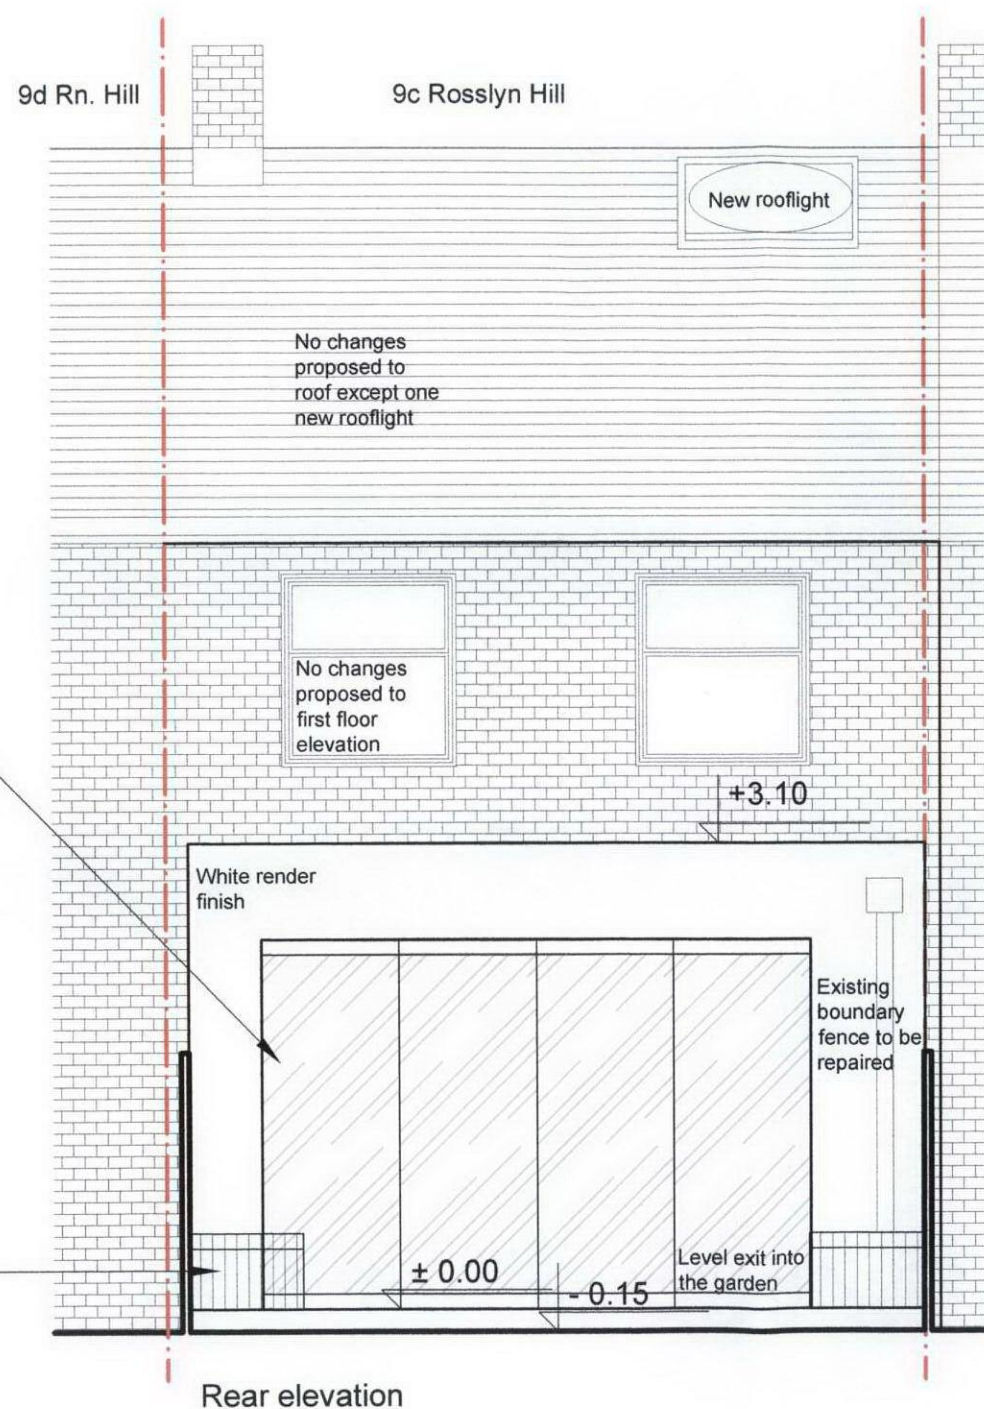 9d Rn. Hill
9c Rosslyn Hill
New rooflight
No changes
proposed to
roof except one
new rooflight
No changes
proposed to
first floor
elevation
+3.10
White render
finish
Existing
boundary
fence to be
repaired
± 0.00
- 0.15
Level exit into
the garden
Rear elevation